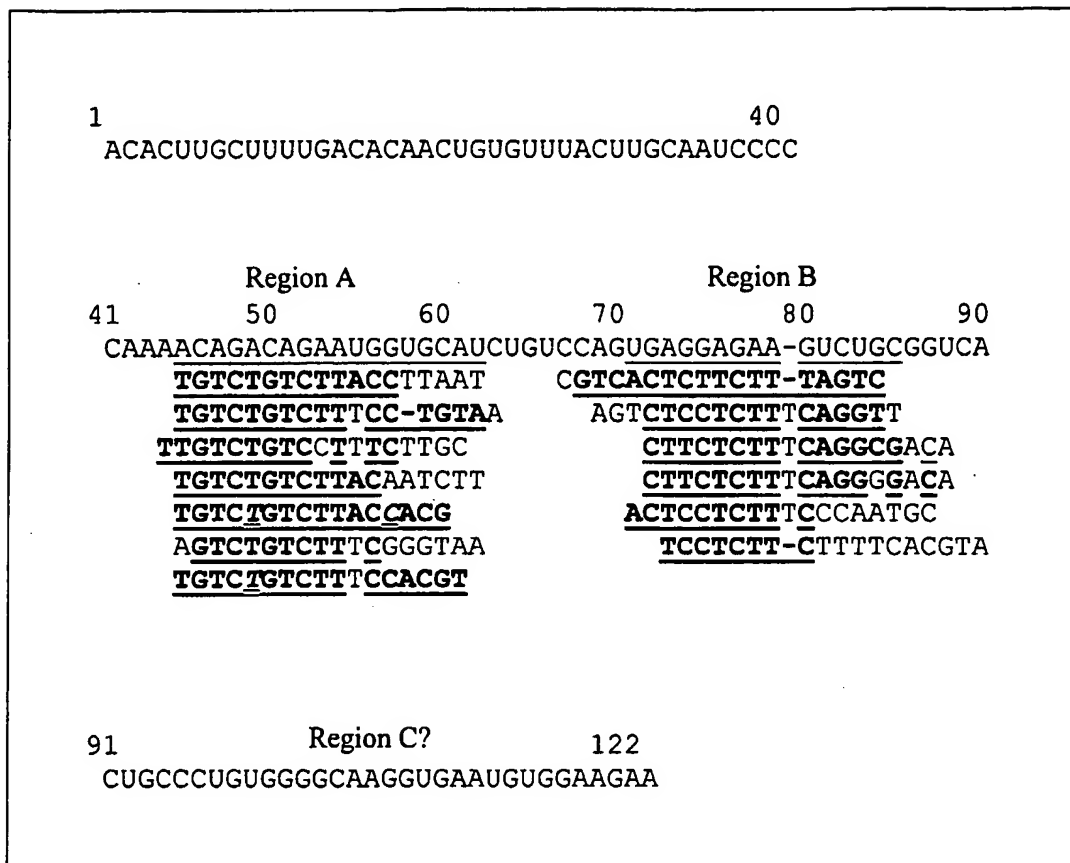 1 40
ACACUUGCUUUUGACACAACUGUGUUUACUUGCAAUCCCC
Region A Region B
41 50 60 70 80 90
CAAAACAGACAGAAUGGUGCAUCUGUCCAGUGAGGAGAA-GUCUGCGGUCA
TGTCTGTCTTACCTTAAT CGTCACTCTTCTT-TAGTC
TGTCTGTCTTTCC-TGTAA AGTCTCCTCTTTCAGGTT
TTGTCTGTCCTTTCTTGC CTTCTCTTTCAGGCGACA
TGTCTGTCTTACAATCTT CTTCTCTTTCAGGGGACA
TGTCTGTCTTACCACG ACTCCTCTTTCCCAATGC
AGTCTGTCTTTCGGGTAA TCCTCTT-CTTTTCACGTA
TGTCTGTCTTTCCACGT
91 Region C? 122
CUGCCCUGUGGGGCAAGGUGAAUGUGGAAGAA